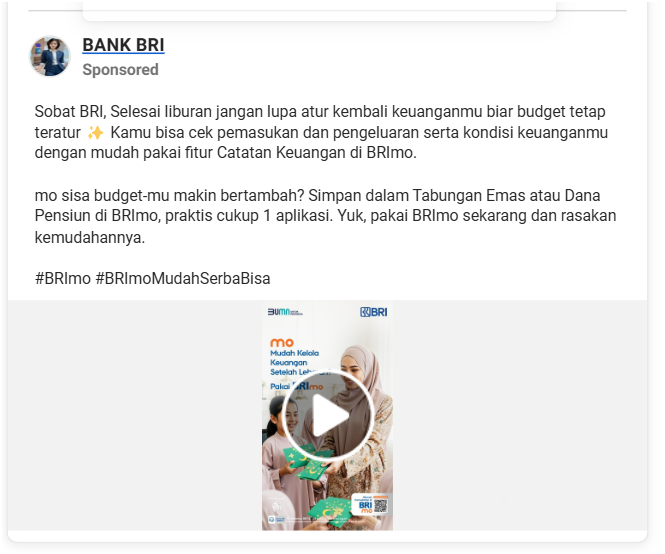 BANK BRI
Sponsored
Sobat BRI, Selesai liburan jangan lupa atur kembali keuanganmu biar budget tetap
teratur ✨ Kamu bisa cek pemasukan dan pengeluaran serta kondisi keuanganmu
dengan mudah pakai fitur Catatan Keuangan di BRImo.
mo sisa budget-mu makin bertambah? Simpan dalam Tabungan Emas atau Dana
Pensiun di BRImo, praktis cukup 1 aplikasi. Yuk, pakai BRImo sekarang dan rasakan
kemudahannya.
#BRImo #BRImoMudahSerbaBisa
BUMN
BRI
mo
Mudah Kelola
Keuangan
Setelah
Pakai BRImo
BRI
mo